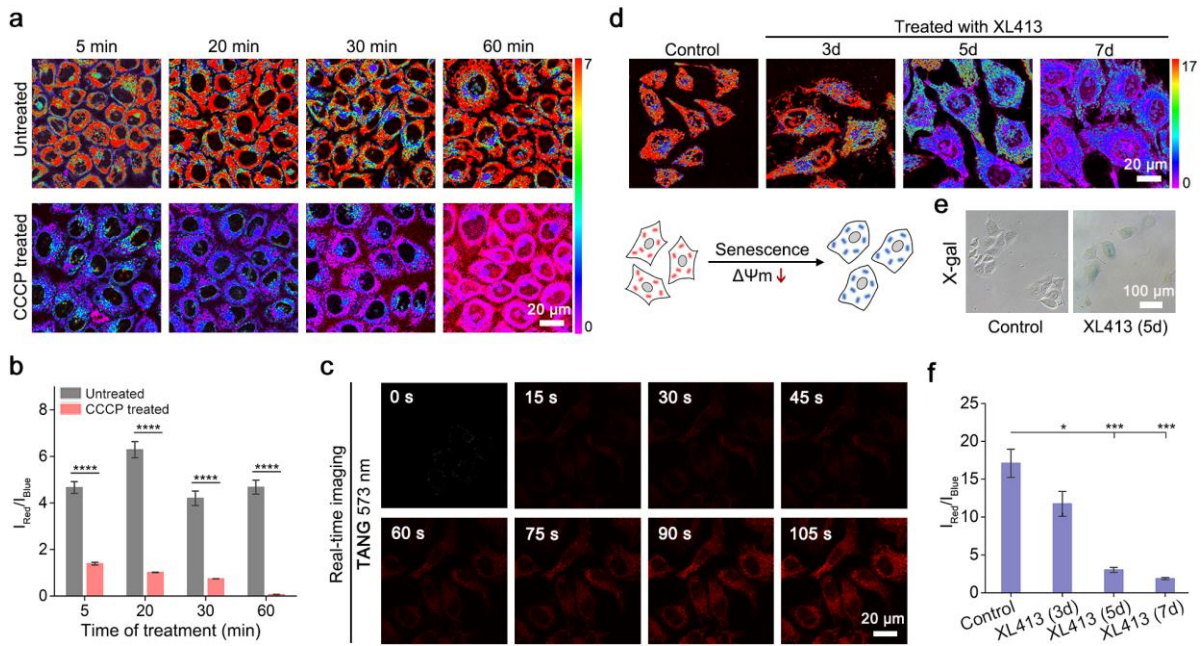 a
5 min 20 min 30 min 60 min
Untreated
CCCP treated
7
0
20 µm
d
Treated with XL413
Control 3d 5d 7d
17
0
20 µm
Senescence
ΔΨm ↓
e
X-gal
100 µm
Control XL413 (5d)
b
Untreated
CCCP treated
****
****
****
****
8
6
4
2
0
I_Red/I_Blue
5 20 30 60
Time of treatment (min)
c
Real-time imaging
TANG 573 nm
0 s 15 s 30 s 45 s
60 s 75 s 90 s 105 s
20 µm
f
25
20
15
10
5
0
I_Red/I_Blue
* *** ***
Control XL413 (3d) XL413 (5d) XL413 (7d)